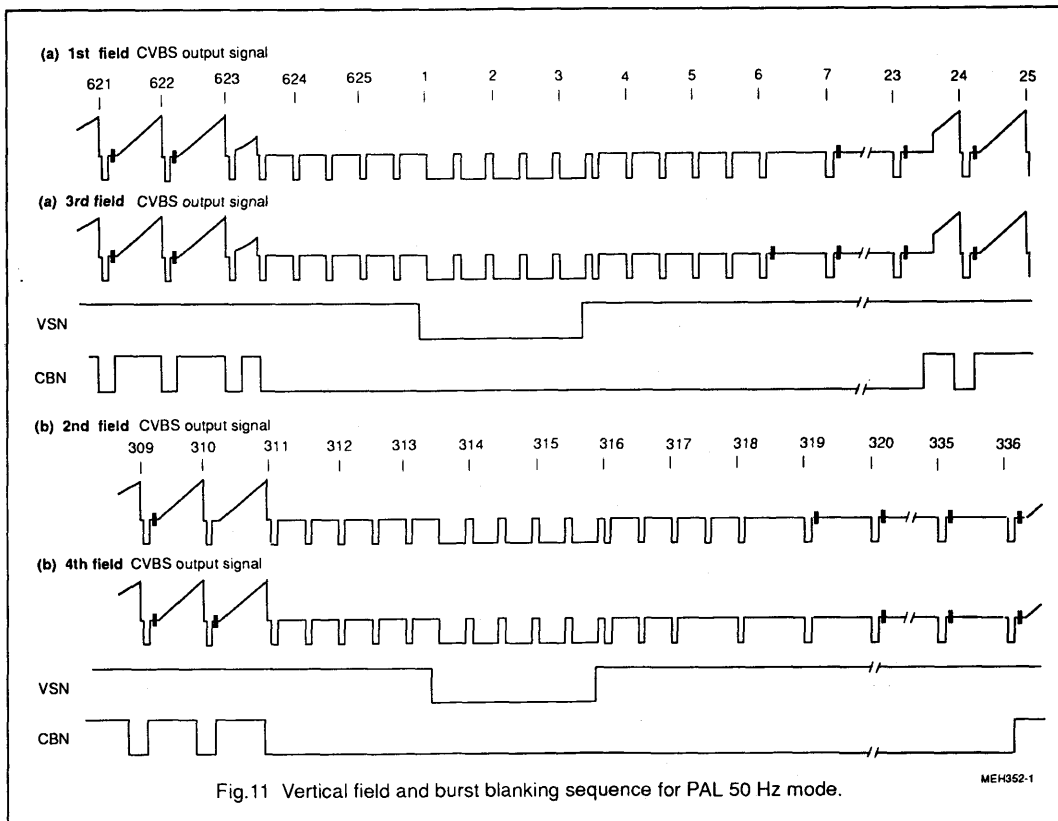 (a) 1st field CVBS output signal
621 622 623 624 625 1 2 3 4 5 6 7 23 24 25
(a) 3rd field CVBS output signal
VSN
CBN
(b) 2nd field CVBS output signal
309 310 311 312 313 314 315 316 317 318 319 320 335 336
(b) 4th field CVBS output signal
VSN
CBN
MEH352-1
Fig.11 Vertical field and burst blanking sequence for PAL 50 Hz mode.